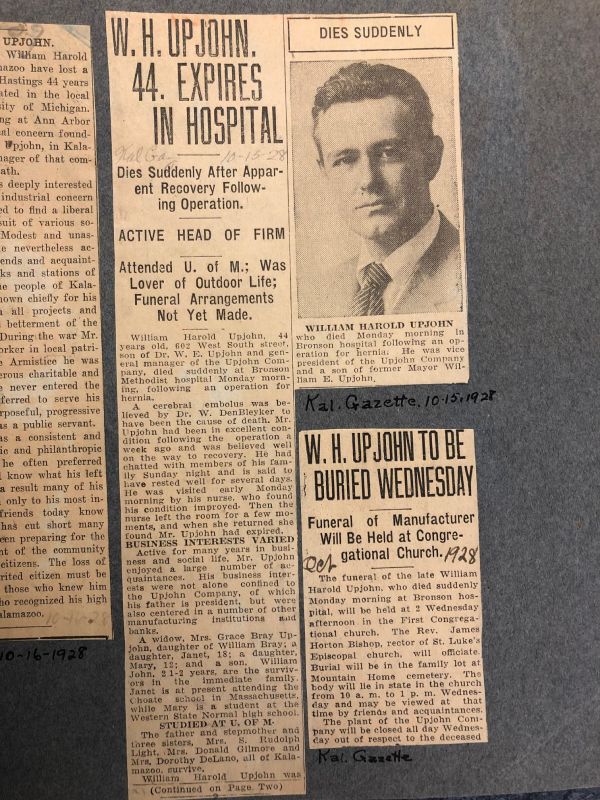 UPJOHN.
William Harold
mazoo have lost a
Hastings 44 years
ated in the local
sity of Michigan.
ng at Ann Arbor
al concern found-
Upjohn, in Kala-
nager of that com-
ath.
s deeply interested
industrial concern
ed to find a liberal
suit of various so-
Modest and unas-
e nevertheless ac-
ends and acquaint-
ks and stations of
e people of Kala-
nown chiefly for his
all projects and
betterment of the
During the war Mr.
orker in local patri-
e Armistice he was
erous charitable and
e never entered the
ferred to serve his
rposeful, progressive
as a public servant.
as a consistent and
ic and philanthropic
he often preferred
know what his left
a result many of his
only to his most in-
friends today know
has cut short many
een preparing for the
nt of the community
citizens. The loss of
irited citizen must be
those who knew him
ho recognized his high
alamazoo.
10-16-28
10-16-1928
W. H. UPJOHN.
44. EXPIRES
IN HOSPITAL
Kal Ga 10-15-28
Dies Suddenly After Appar-
ent Recovery Follow-
ing Operation.
ACTIVE HEAD OF FIRM
Attended U. of M.; Was
Lover of Outdoor Life;
Funeral Arrangements
Not Yet Made.
William Harold Upjohn, 44
years old, 602 West South street,
son of Dr. W. E. Upjohn and gen-
eral manager of the Upjohn Com-
pany, died suddenly at Bronson
Methodist hospital Monday morn-
ing, following an operation for
hernia.
A cerebral embolus was be-
lieved by Dr. W. DenBleyker to
have been the cause of death. Mr.
Upjohn had been in excellent con-
dition following the operation a
week ago and was believed well
on the way to recovery. He had
chatted with members of his fam-
ily Sunday night and is said to
have rested well for several days.
He was visited early Monday
morning by his nurse, who found
his condition improved. Then the
nurse left the room for a few mo-
ments, and when she returned she
found Mr. Upjohn had expired.
BUSINESS INTERESTS VARIED
Active for many years in busi-
ness and social life, Mr. Upjohn
enjoyed a large number of ac-
quaintances. His business inter-
ests were not alone confined to
the Upjohn Company, of which
his father is president, but were
also centered in a number of other
manufacturing institutions and
banks.
A widow, Mrs. Grace Bray Up-
john, daughter of William Bray; a
daughter, Janet, 18; a daughter,
Mary, 12; and a son, William
John, 2 1-2 years, are the surviv-
ors in the immediate family.
Janet is at present attending the
Choate school in Massachusetts,
while Mary is a student at the
Western State Normal high school.
STUDIED AT U. OF M.
The father and stepmother and
three sisters, Mrs. S. Rudolph
Light, Mrs. Donald Gilmore and
Mrs. Dorothy DeLano, all of Kala-
mazoo, survive.
William Harold Upjohn was
(Continued on Page Two)
DIES SUDDENLY
WILLIAM HAROLD UPJOHN
who died Monday morning in
Bronson hospital following an op-
eration for hernia. He was vice
president of the Upjohn Company
and a son of former Mayor Wil-
liam E. Upjohn.
Kal. Gazette, 10.15.1928
W. H. UPJOHN TO BE
BURIED WEDNESDAY
Funeral of Manufacturer
Will Be Held at Congre-
gational Church.
Oct 1928
The funeral of the late William
Harold Upjohn, who died suddenly
Monday morning at Bronson hos-
pital, will be held at 2 Wednesday
afternoon in the First Congrega-
tional church. The Rev. James
Horton Bishop, rector of St. Luke's
Episcopal church, will officiate.
Burial will be in the family lot at
Mountain Home cemetery. The
body will lie in state in the church
from 10 a. m. to 1 p. m. Wednes-
day and may be viewed at that
time by friends and acquaintances.
The plant of the Upjohn Com-
pany will be closed all day Wednes-
day out of respect to the deceased
Kal. Gazette